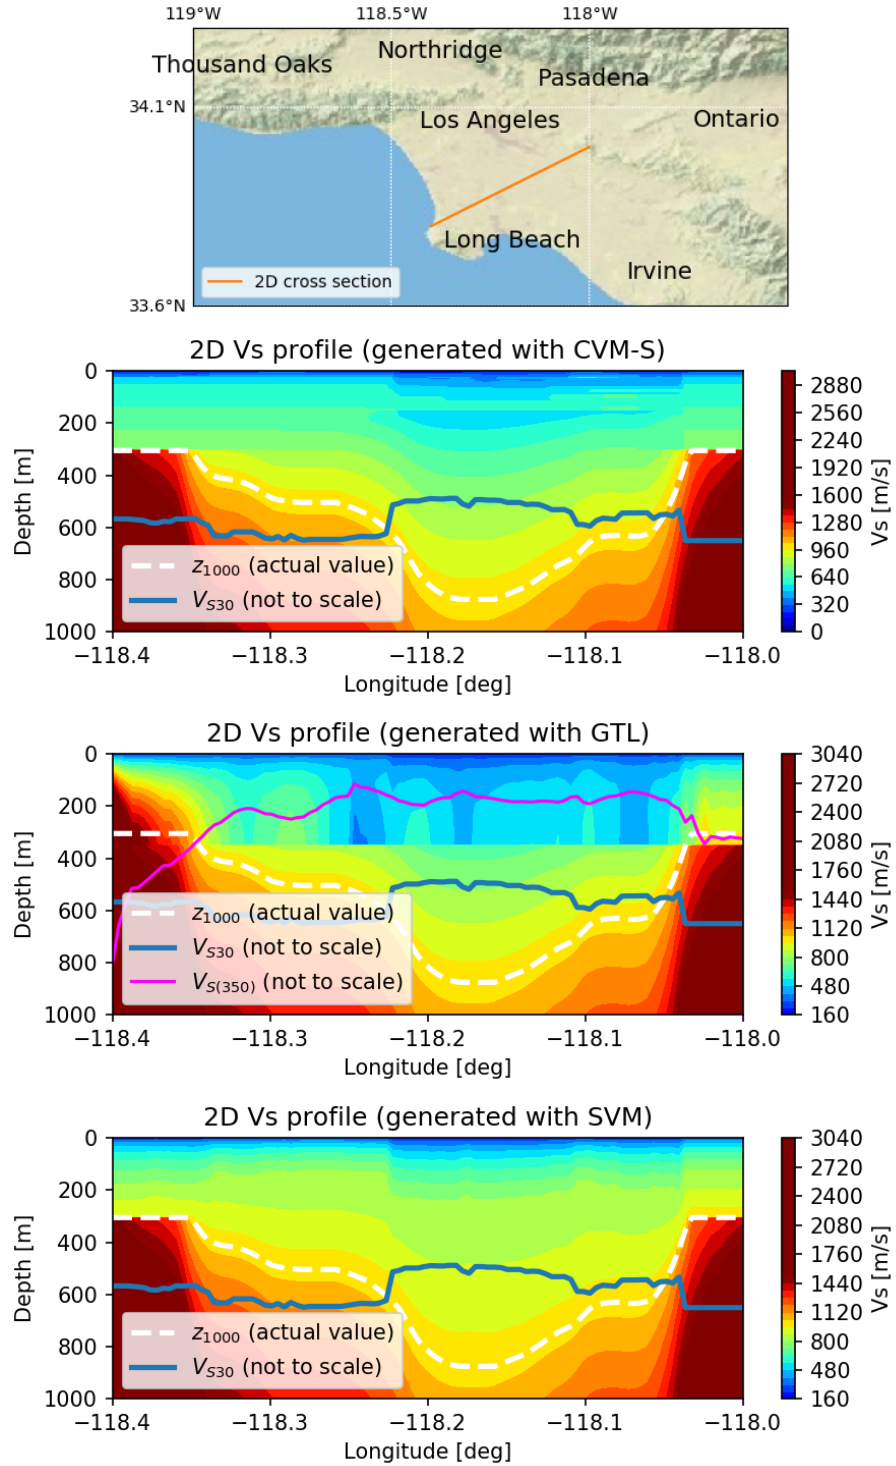 119°W 118.5°W 118°W
Northridge
Thousand Oaks
Pasadena
34.1°N
Los Angeles
Ontario
Long Beach
Irvine
2D cross section
33.6°N
2D Vs profile (generated with CVM-S)
0
200
400
600
800
1000
Depth [m]
z1000 (actual value)
VS30 (not to scale)
−118.4 −118.3 −118.2 −118.1 −118.0
Longitude [deg]
2880
2560
2240
1920
1600
1280
960
640
320
0
Vs [m/s]
2D Vs profile (generated with GTL)
0
200
400
600
800
1000
Depth [m]
z1000 (actual value)
VS30 (not to scale)
VS(350) (not to scale)
−118.4 −118.3 −118.2 −118.1 −118.0
Longitude [deg]
3040
2720
2400
2080
1760
1440
1120
800
480
160
Vs [m/s]
2D Vs profile (generated with SVM)
0
200
400
600
800
1000
Depth [m]
z1000 (actual value)
VS30 (not to scale)
−118.4 −118.3 −118.2 −118.1 −118.0
Longitude [deg]
3040
2720
2400
2080
1760
1440
1120
800
480
160
Vs [m/s]